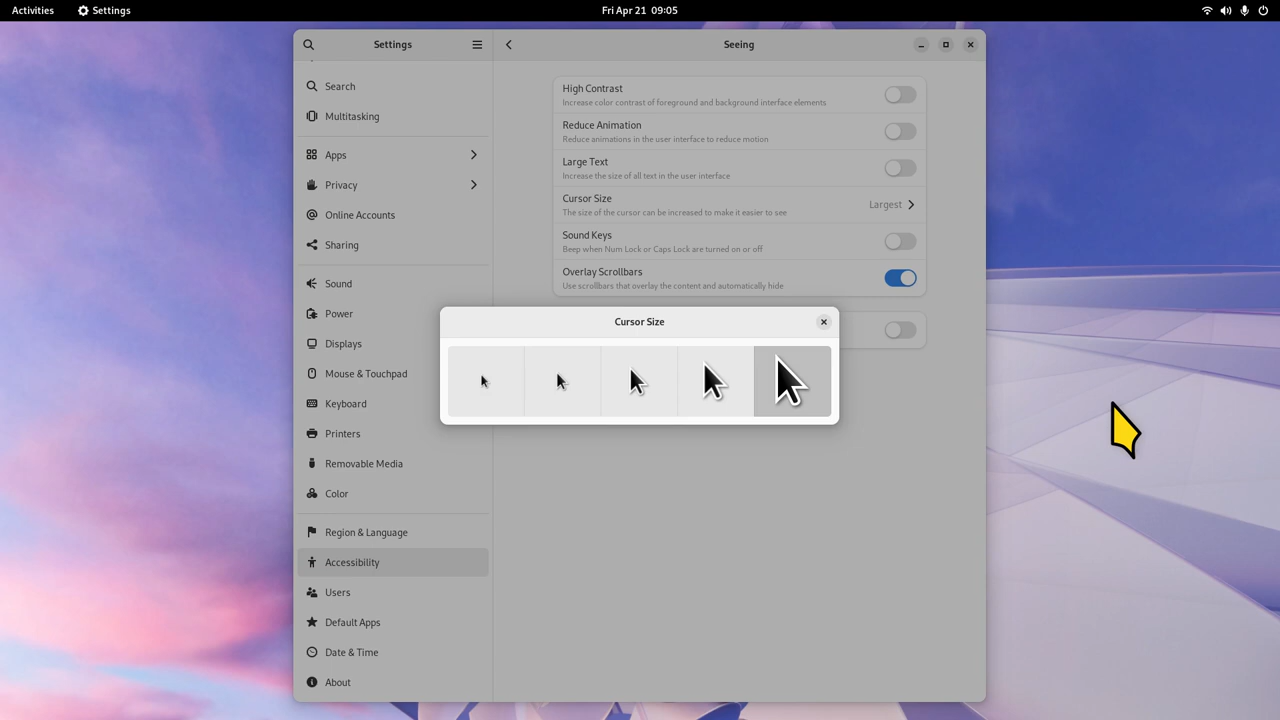 Activities
Settings
Fri Apr 21 09:05
Settings
Seeing
Search
Multitasking
Apps
Privacy
Online Accounts
Sharing
Sound
Power
Displays
Mouse & Touchpad
Keyboard
Printers
Removable Media
Color
Region & Language
Accessibility
Users
Default Apps
Date & Time
About
High Contrast
Increase color contrast of foreground and background interface elements
Reduce Animation
Reduce animations in the user interface to reduce motion
Large Text
Increase the size of all text in the user interface
Cursor Size
The size of the cursor can be increased to make it easier to see
Largest
Sound Keys
Beep when Num Lock or Caps Lock are turned on or off
Overlay Scrollbars
Use scrollbars that overlay the content and automatically hide
Cursor Size